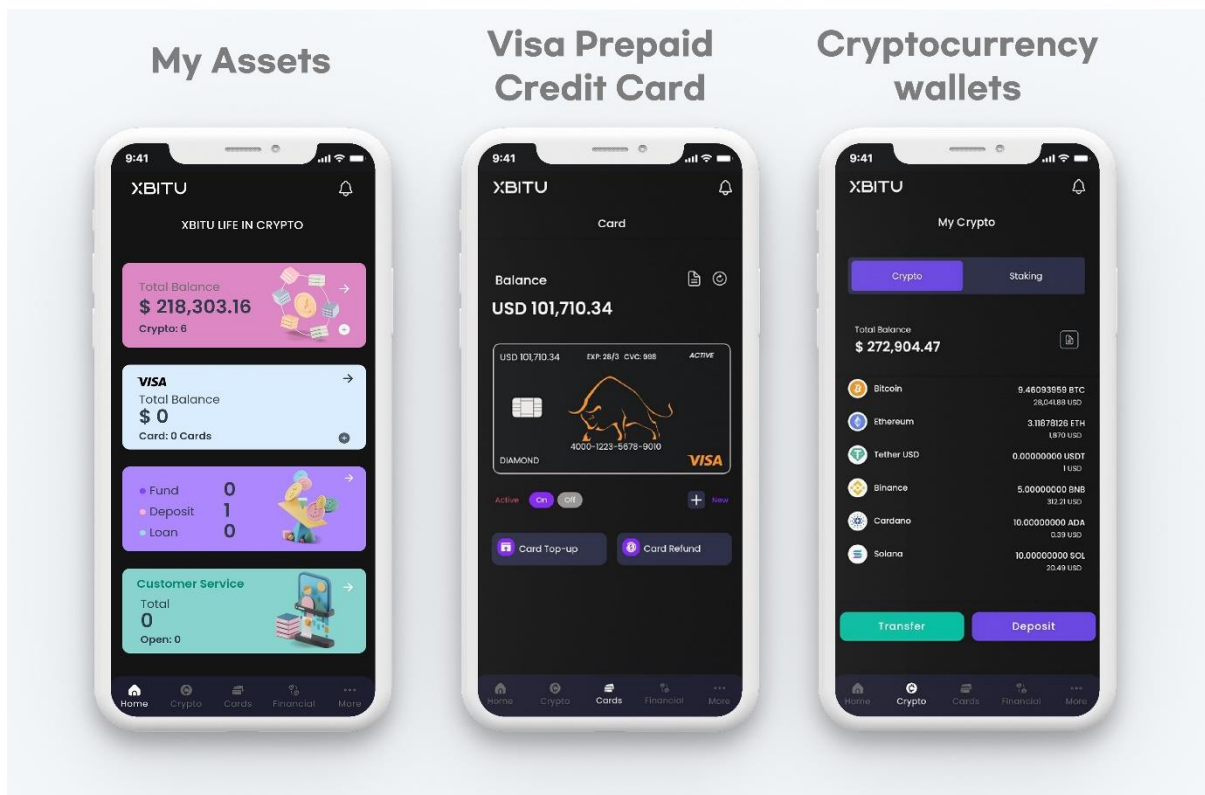 My Assets
9:41
XBITU
XBITU LIFE IN CRYPTO
Total Balance
$ 218,303.16
Crypto: 6
VISA
Total Balance
$ 0
Card: 0 Cards
Fund 0
Deposit 1
Loan 0
Customer Service
Total
0
Open: 0
Home Crypto Cards Financial More
Visa Prepaid
Credit Card
9:41
XBITU
Card
Balance
USD 101,710.34
USD 101,710.34 EXP: 28/3 CVC: 998 ACTIVE
4000-1223-5678-9010
DIAMOND VISA
Active On Off New
Card Top-up Card Refund
Home Crypto Cards Financial More
Cryptocurrency
wallets
9:41
XBITU
My Crypto
Crypto Staking
Total Balance
$ 272,904.47
Bitcoin 9.46093959 BTC
28,041.88 USD
Ethereum 3.11878126 ETH
1,870 USD
Tether USD 0.00000000 USDT
1 USD
Binance 5.00000000 BNB
312.21 USD
Cardano 10.00000000 ADA
0.39 USD
Solana 10.00000000 SOL
20.49 USD
Transfer Deposit
Home Crypto Cards Financial More